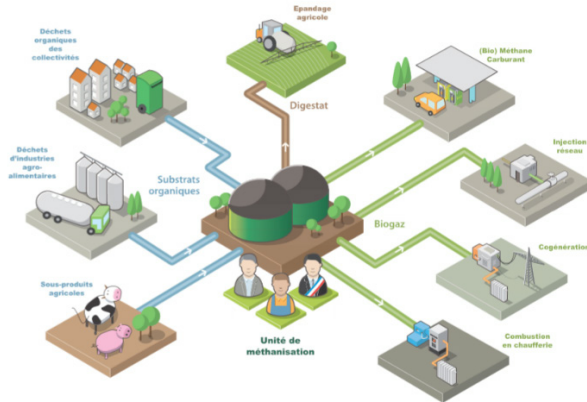 Epandage
agricole
Déchets
organiques
des
collectivités
(Bio) Méthane
Carburant
Digestat
Déchets
d'industries
agro-
alimentaires
Injection
réseau
Substrats
organiques
Biogaz
Cogénération
Sous-produits
agricoles
Unité de
méthanisation
Combustion
en chaufferie